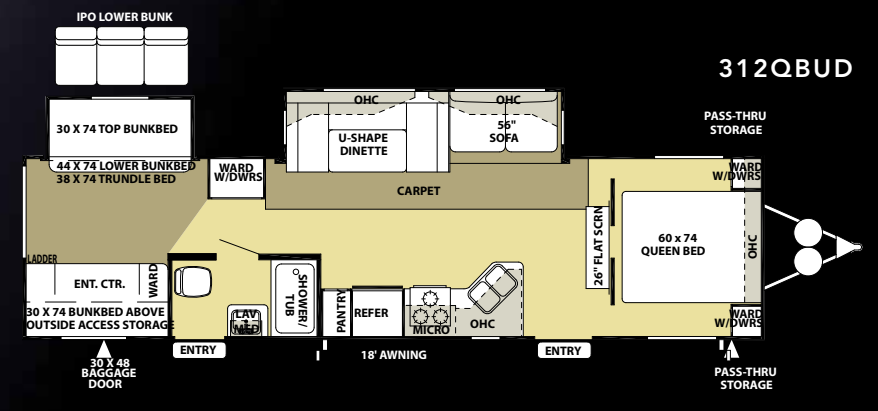 IPO LOWER BUNK
312QBUD
OHC
OHC
30 X 74 TOP BUNKBED
U-SHAPE
DINETTE
56"
SOFA
PASS-THRU
STORAGE
44 X 74 LOWER BUNKBED
38 X 74 TRUNDLE BED
WARD
W/DWRS
WARD
W/DWRS
CARPET
26" FLAT SCRN
60 x 74
QUEEN BED
OHC
LADDER
ENT. CTR.
WARD
SHOWER/
TUB
30 X 74 BUNKBED ABOVE
OUTSIDE ACCESS STORAGE
LAV
MED
PANTRY
REFER
MICRO
OHC
WARD
W/DWRS
ENTRY
18' AWNING
ENTRY
30 X 48
BAGGAGE
DOOR
PASS-THRU
STORAGE